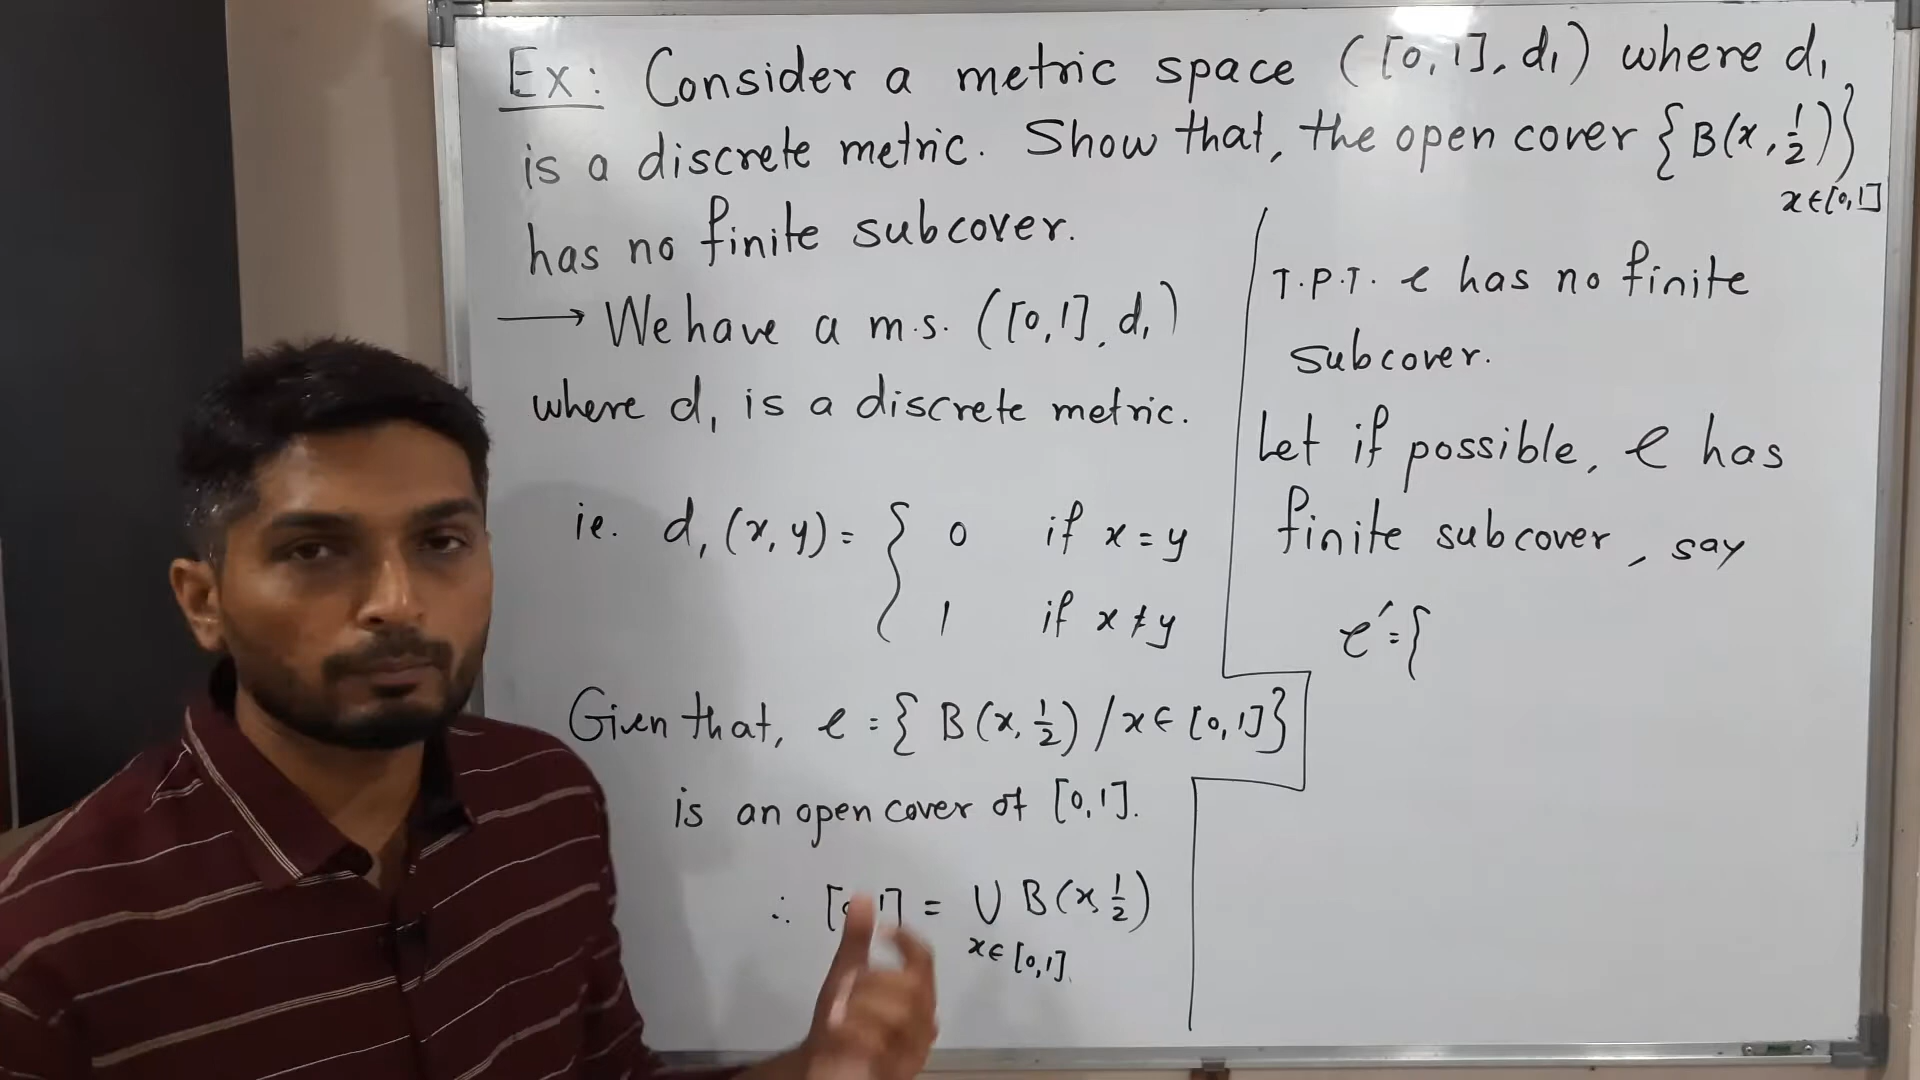 Ex: Consider a metric space ([0,1], d₁) where d₁
is a discrete metric. Show that, the open cover {B(x, 1/2)}
x∈[0,1]
has no finite subcover.
⟶ We have a m.s. ([0,1], d₁)
where d₁ is a discrete metric.
ie. d₁(x, y) = { 0 if x = y
1 if x ≠ y
Given that, 𝒞 = { B(x, 1/2) / x ∈ [0,1]}
is an open cover of [0,1].
∴ [0,1] = ∪ B(x, 1/2)
x∈[0,1]
T.P.T. 𝒞 has no finite
subcover.
Let if possible, 𝒞 has
finite subcover, say
𝒞' = {